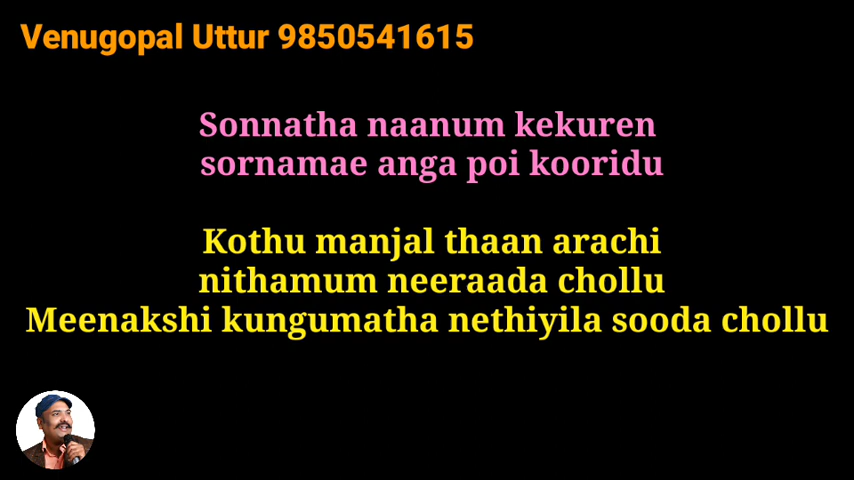 Venugopal Uttur 9850541615
Sonnatha naanum kekuren
sornamae anga poi kooridu
Kothu manjal thaan arachi
nithamum neeraada chollu
Meenakshi kungumatha nethiyila sooda chollu